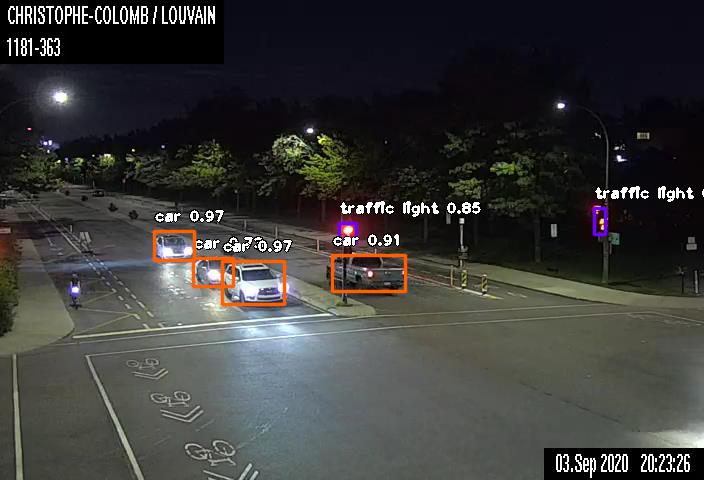 CHRISTOPHE-COLOMB / LOUVAIN
1181-363
car 0.97
traffic light 0.85
traffic light
car
car 0.97
car 0.91
03.Sep 2020 20:23:26